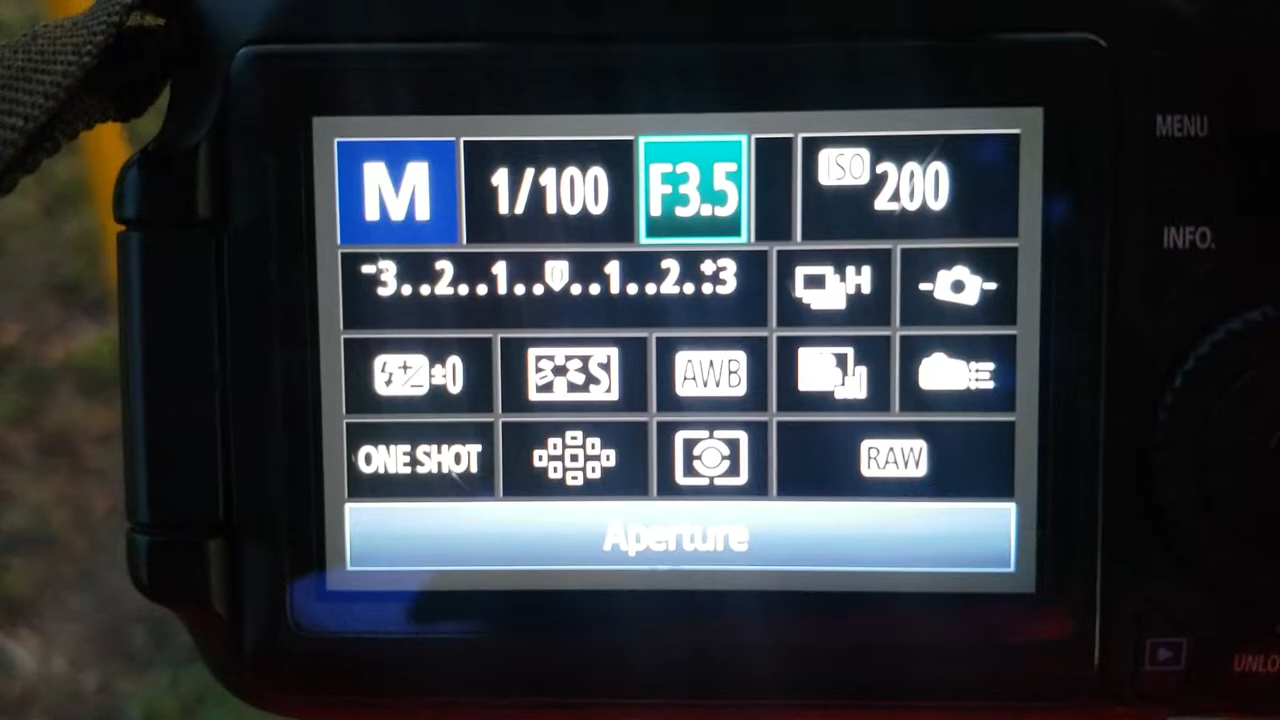 M 1/100 F3.5 ISO 200
-3..2..1..0..1..2.:+3 H
±0 S AWB
ONE SHOT RAW
Aperture
MENU
INFO.
UNLO